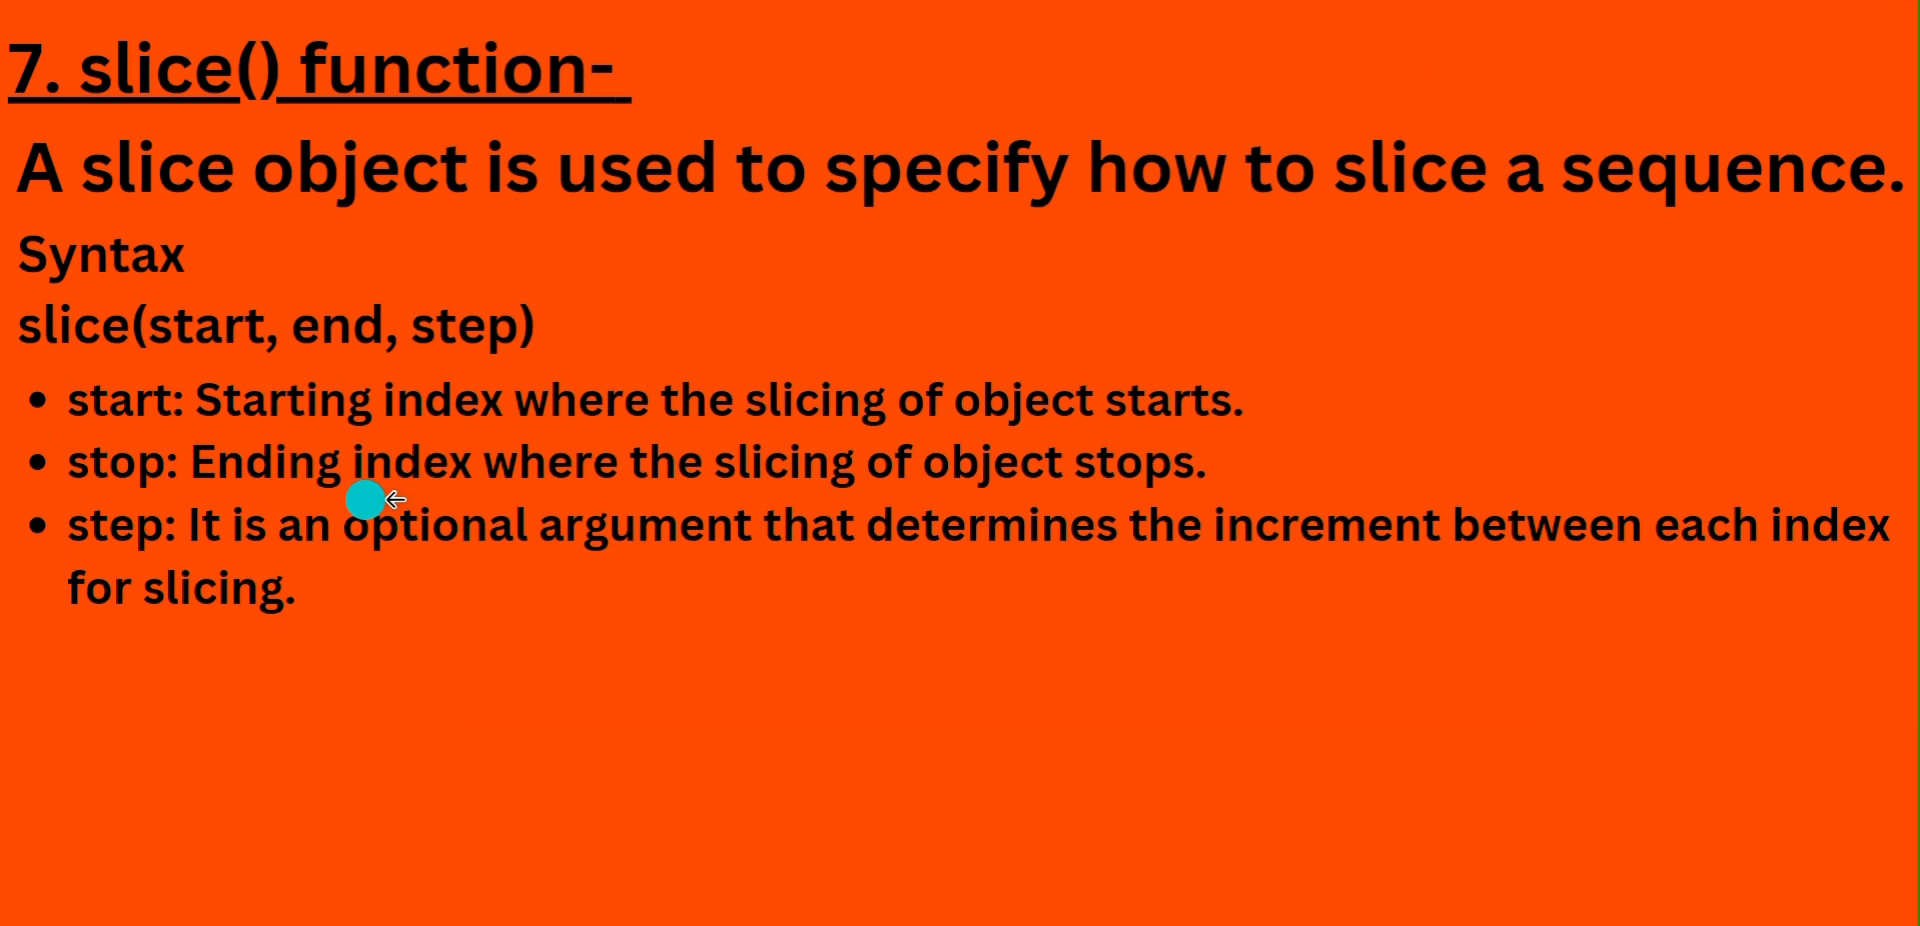 7. slice() function-
A slice object is used to specify how to slice a sequence.
Syntax
slice(start, end, step)
• start: Starting index where the slicing of object starts.
• stop: Ending index where the slicing of object stops.
• step: It is an optional argument that determines the increment between each index
for slicing.